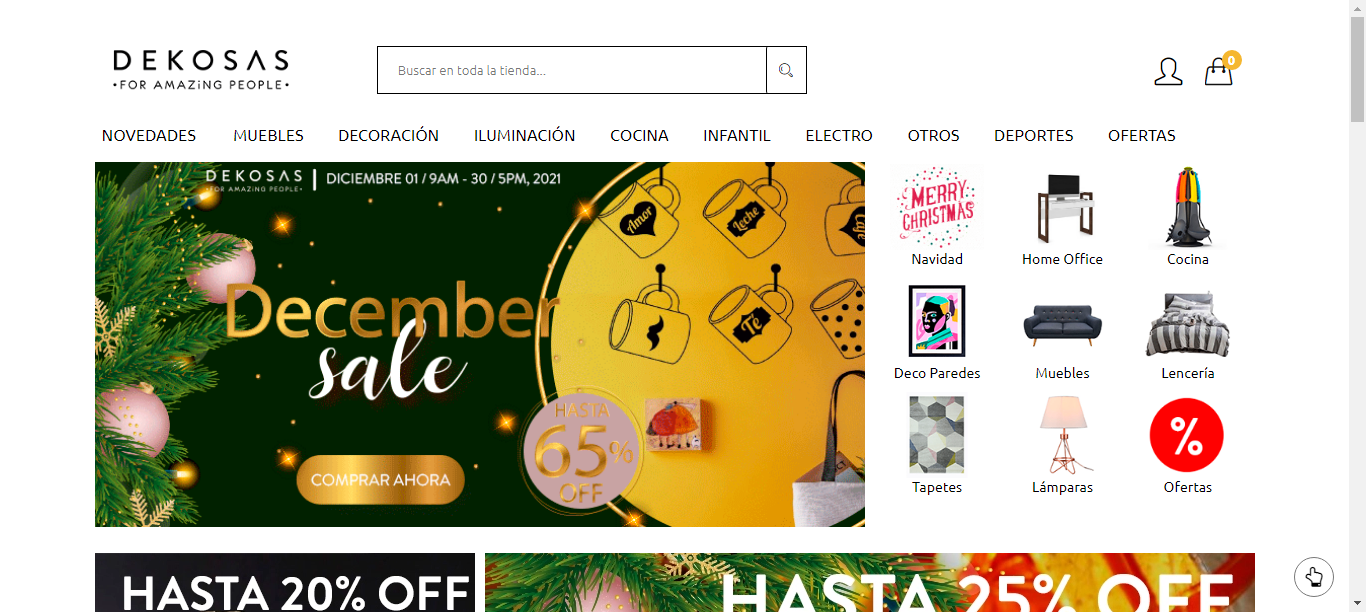 DEKOSAS
•FOR AMAZiNG PEOPLE•
Buscar en toda la tienda...
0
NOVEDADES MUEBLES DECORACIÓN ILUMINACIÓN COCINA INFANTIL ELECTRO OTROS DEPORTES OFERTAS
DEKOSAS
•FOR AMAZiNG PEOPLE•
DICIEMBRE 01 / 9AM - 30 / 5PM, 2021
Amor
Leche
Café
Té
December
sale
HASTA
65%
OFF
COMPRAR AHORA
MERRY
CHRISTMAS
Navidad
Home Office
Cocina
Deco Paredes
Muebles
Lencería
Tapetes
Lámparas
%
Ofertas
HASTA 20% OFF
HASTA 25% OFF